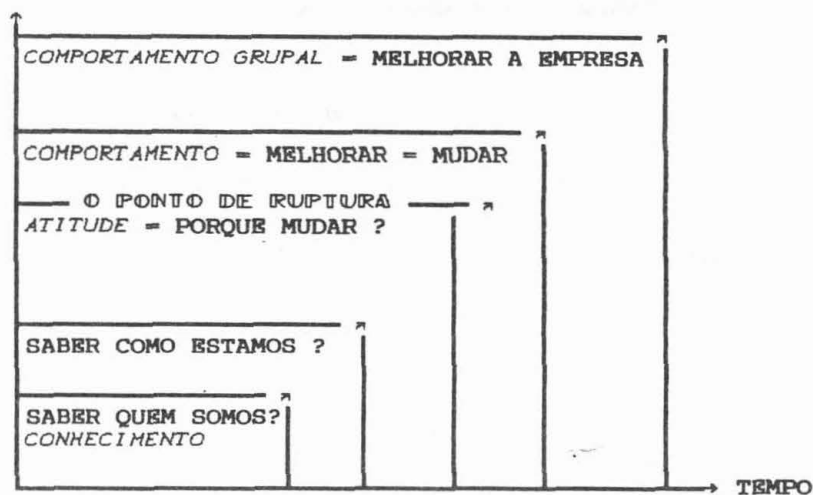 COMPORTAMENTO GRUPAL = MELHORAR A EMPRESA
COMPORTAMENTO = MELHORAR = MUDAR
O PONTO DE RUPTURA
ATITUDE = PORQUE MUDAR ?
SABER COMO ESTAMOS ?
SABER QUEM SOMOS?
CONHECIMENTO
TEMPO